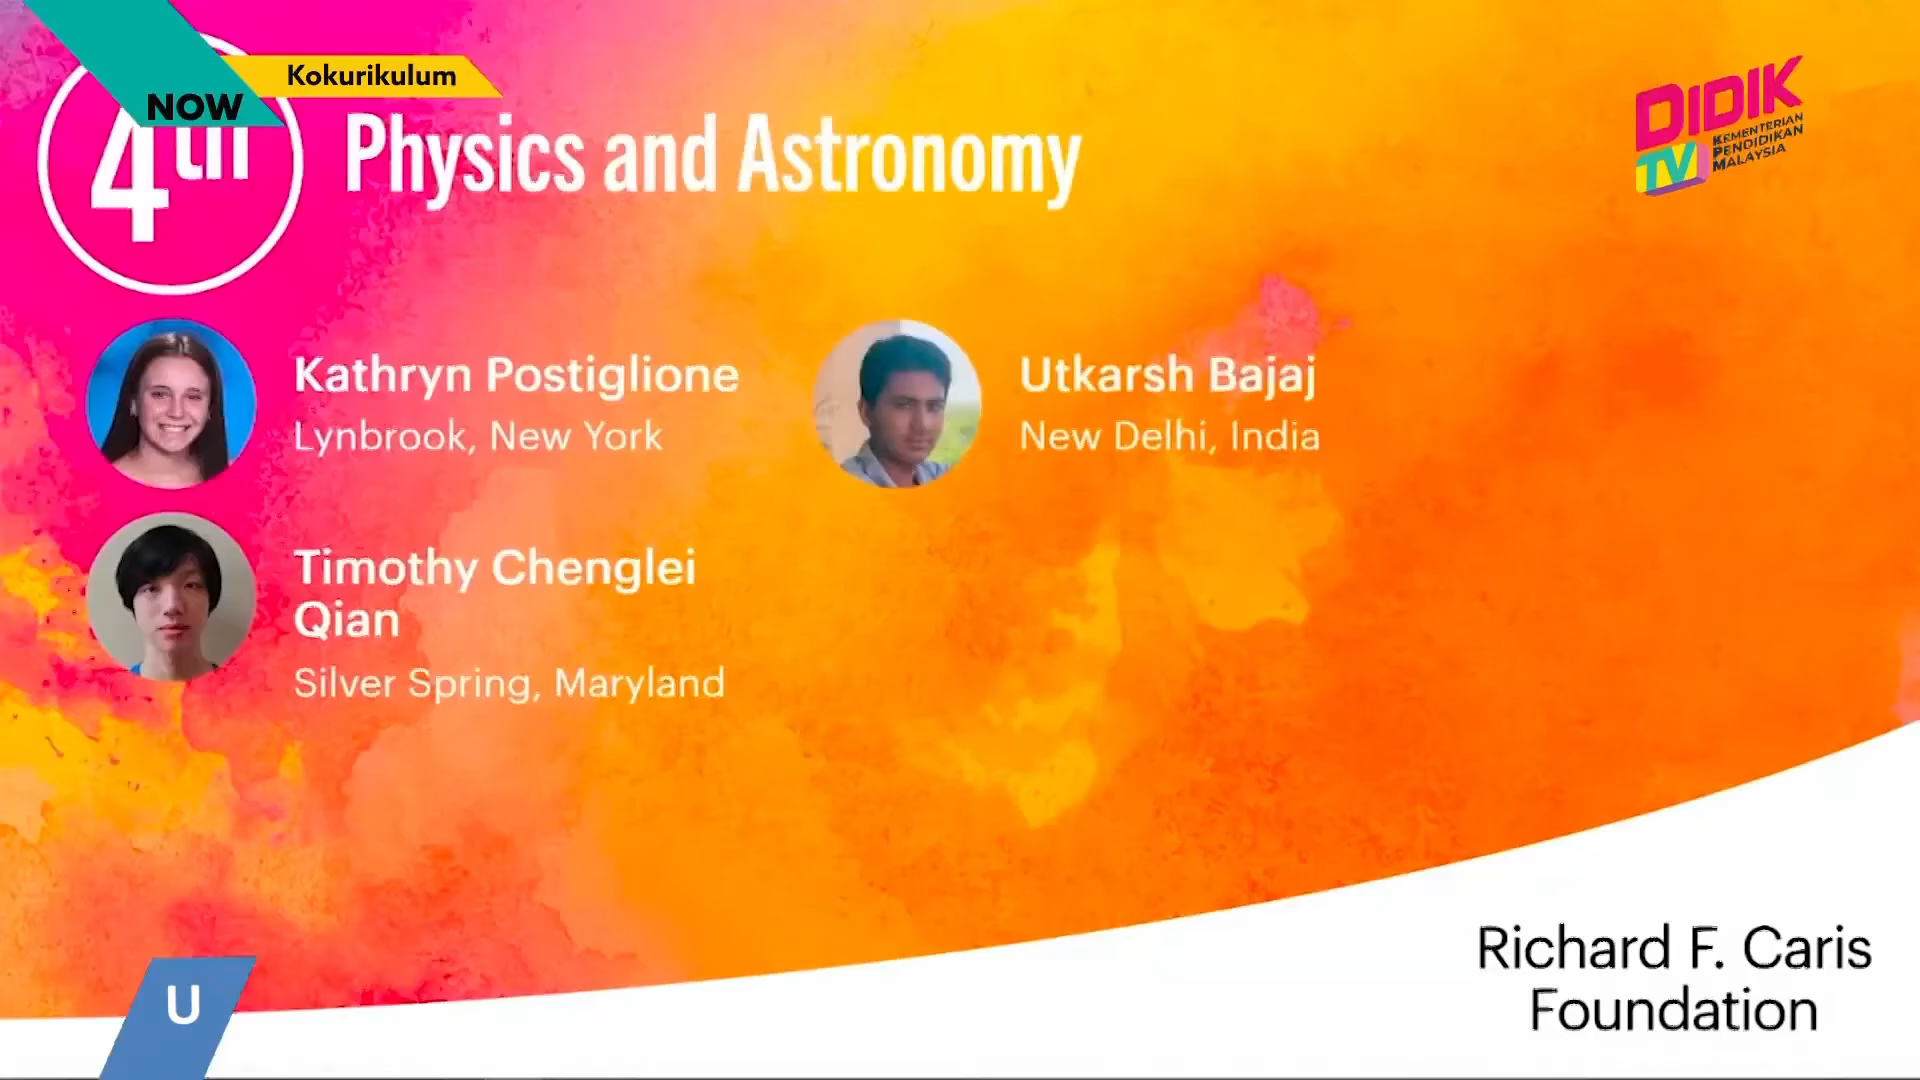 NOW
Kokurikulum
4th
Physics and Astronomy
DIDIK
TV
KEMENTERIAN
PENDIDIKAN
MALAYSIA
Kathryn Postiglione
Lynbrook, New York
Utkarsh Bajaj
New Delhi, India
Timothy Chenglei
Qian
Silver Spring, Maryland
U
Richard F. Caris
Foundation